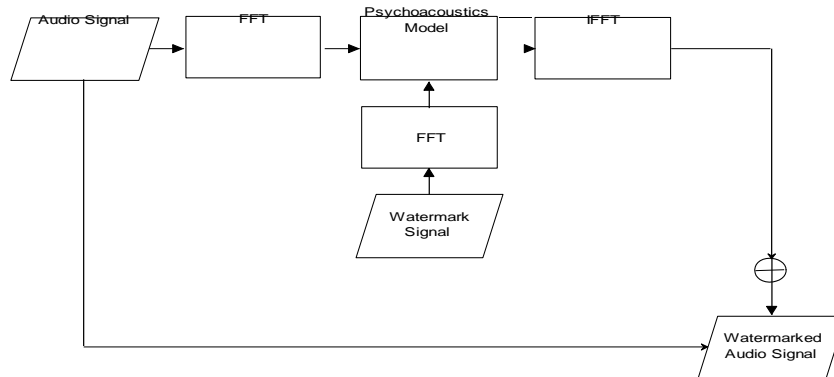 Audio Signal
FFT
Psychoacoustics
Model
IFFT
FFT
Watermark
Signal
Watermarked
Audio Signal